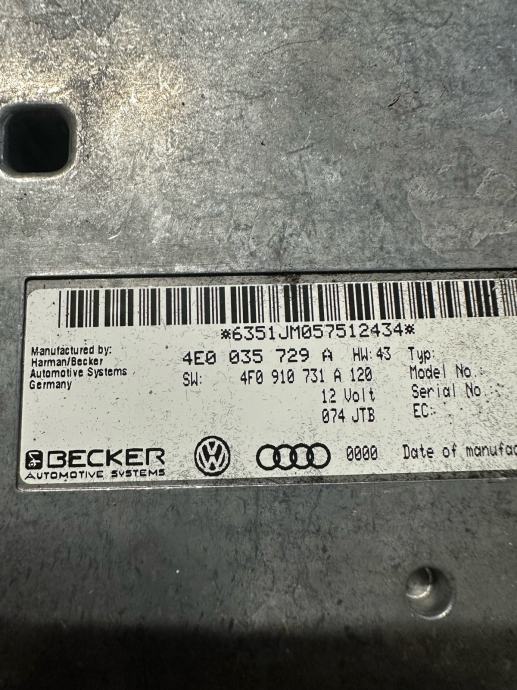 *6351JM057512434*
Manufactured by:
Harman/Becker
Automotive Systems
Germany
4E0 035 729 A HW:43
SW: 4F0 910 731 A 120
12 Volt
074 JTB
Typ:
Model No.
Serial No
EC:
BECKER
AUTOMOTIVE SYSTEMS
0000 Date of manufac